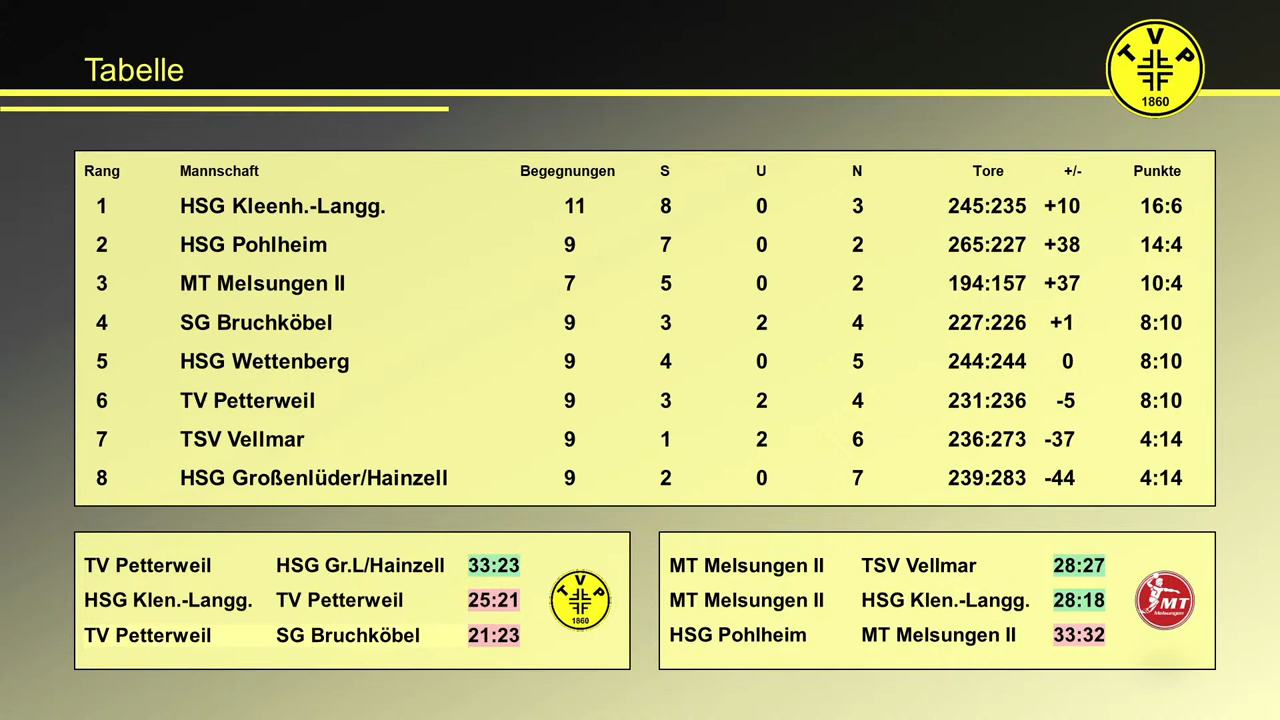 Tabelle
T V P
1860
Rang Mannschaft Begegnungen S U N Tore +/- Punkte
1 HSG Kleenh.-Langg. 11 8 0 3 245:235 +10 16:6
2 HSG Pohlheim 9 7 0 2 265:227 +38 14:4
3 MT Melsungen II 7 5 0 2 194:157 +37 10:4
4 SG Bruchköbel 9 3 2 4 227:226 +1 8:10
5 HSG Wettenberg 9 4 0 5 244:244 0 8:10
6 TV Petterweil 9 3 2 4 231:236 -5 8:10
7 TSV Vellmar 9 1 2 6 236:273 -37 4:14
8 HSG Großenlüder/Hainzell 9 2 0 7 239:283 -44 4:14
TV Petterweil HSG Gr.L/Hainzell 33:23
HSG Klen.-Langg. TV Petterweil 25:21
TV Petterweil SG Bruchköbel 21:23
T V P
1860
MT Melsungen II TSV Vellmar 28:27
MT Melsungen II HSG Klen.-Langg. 28:18
HSG Pohlheim MT Melsungen II 33:32
MT
Melsungen